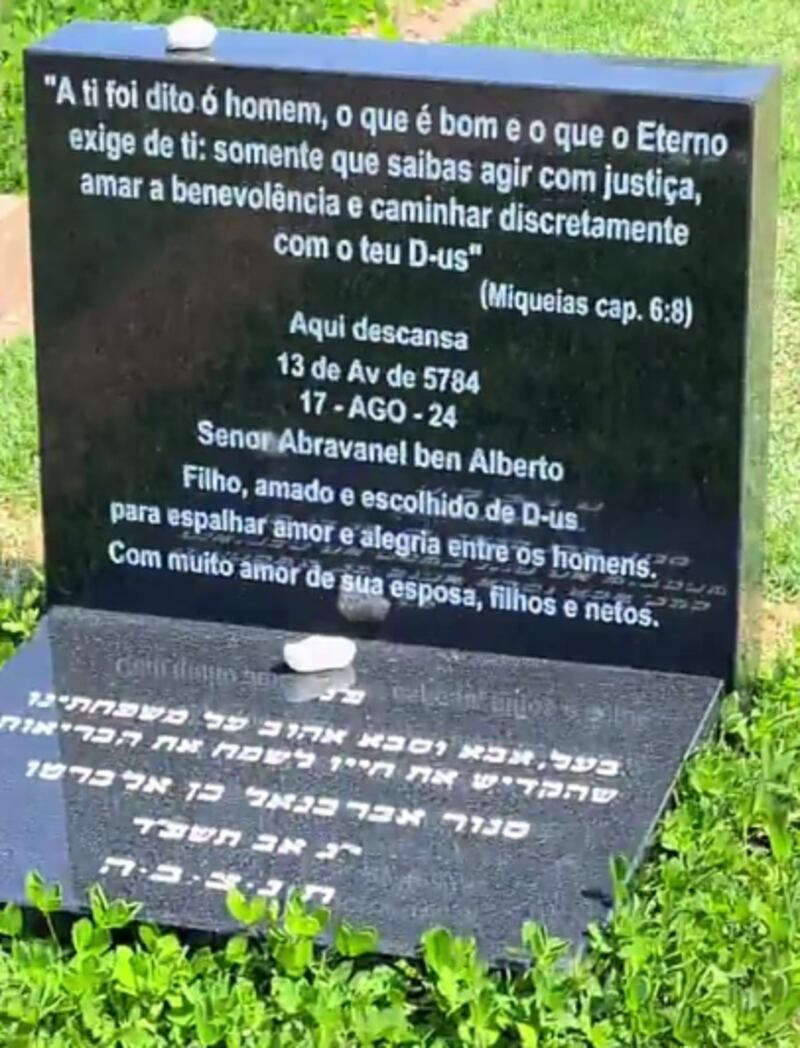 "A ti foi dito ó homem, o que é bom e o que o Eterno
exige de ti: somente que saibas agir com justiça,
amar a benevolência e caminhar discretamente
com o teu D-us"
(Miqueias cap. 6:8)
Aqui descansa
13 de Av de 5784
17 - AGO - 24
Senor Abravanel ben Alberto
Filho, amado e escolhido de D-us
para espalhar amor e alegria entre os homens.
Com muito amor de sua esposa, filhos e netos.
פ״נ
בעל, אבא וסבא אהוב על משפחתינו
שהקדיש את חייו לשמח את הבריאות
סנור אברבנאל בן אלברטו
י״ג אב תשפ״ד
ת.נ.צ.ב.ה